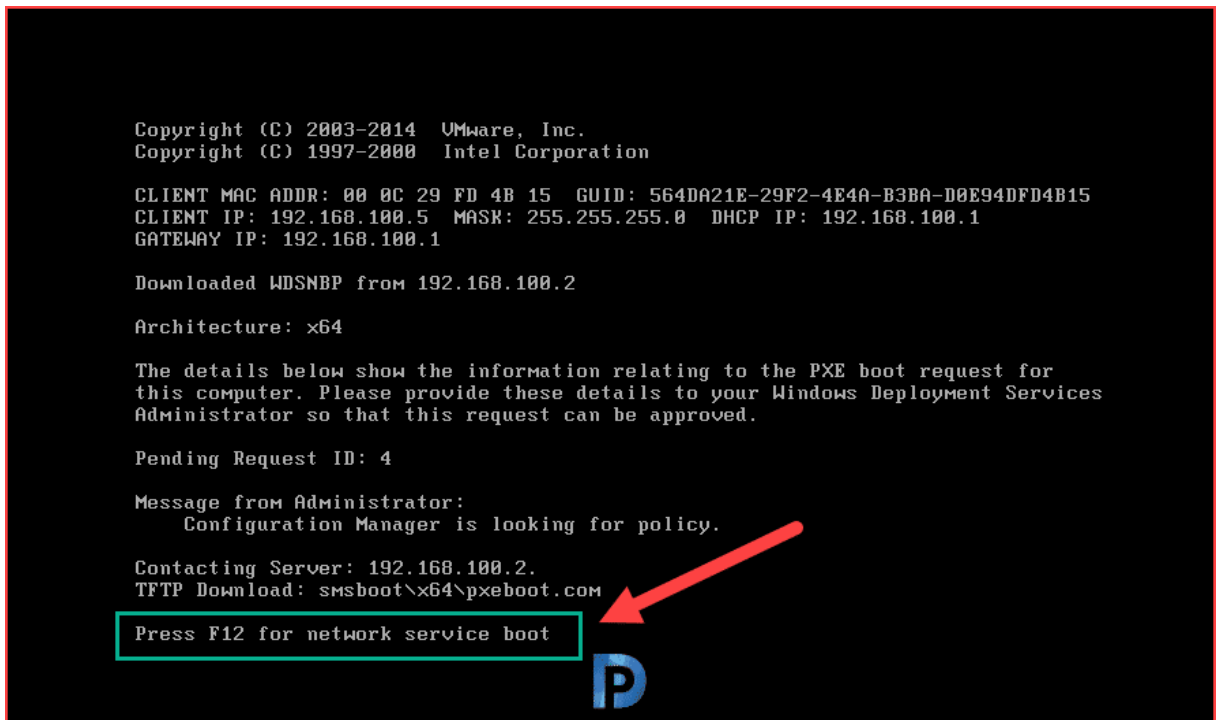 Copyright (C) 2003-2014  VMware, Inc.
Copyright (C) 1997-2000  Intel Corporation
CLIENT MAC ADDR: 00 0C 29 FD 4B 15  GUID: 564DA21E-29F2-4E4A-B3BA-D0E94DFD4B15
CLIENT IP: 192.168.100.5  MASK: 255.255.255.0  DHCP IP: 192.168.100.1
GATEWAY IP: 192.168.100.1
Downloaded WDSNBP from 192.168.100.2
Architecture: x64
The details below show the information relating to the PXE boot request for
this computer. Please provide these details to your Windows Deployment Services
Administrator so that this request can be approved.
Pending Request ID: 4
Message from Administrator:
Configuration Manager is looking for policy.
Contacting Server: 192.168.100.2.
TFTP Download: smsboot\x64\pxeboot.com
Press F12 for network service boot